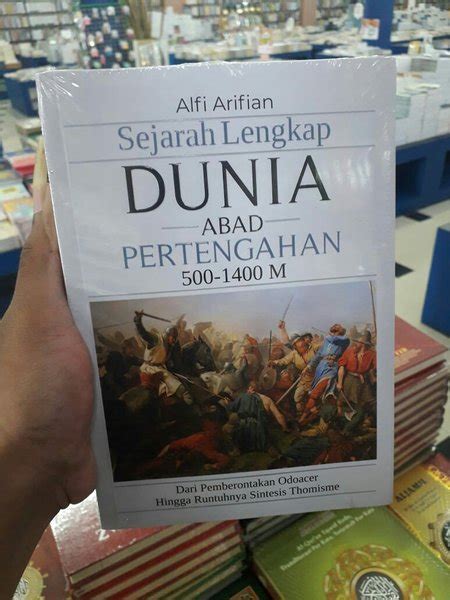 Alfi Arifian
Sejarah Lengkap
DUNIA
ABAD
PERTENGAHAN
500-1400 M
Dari Pemberontakan Odoacer
Hingga Runtuhnya Sintesis Thomisme